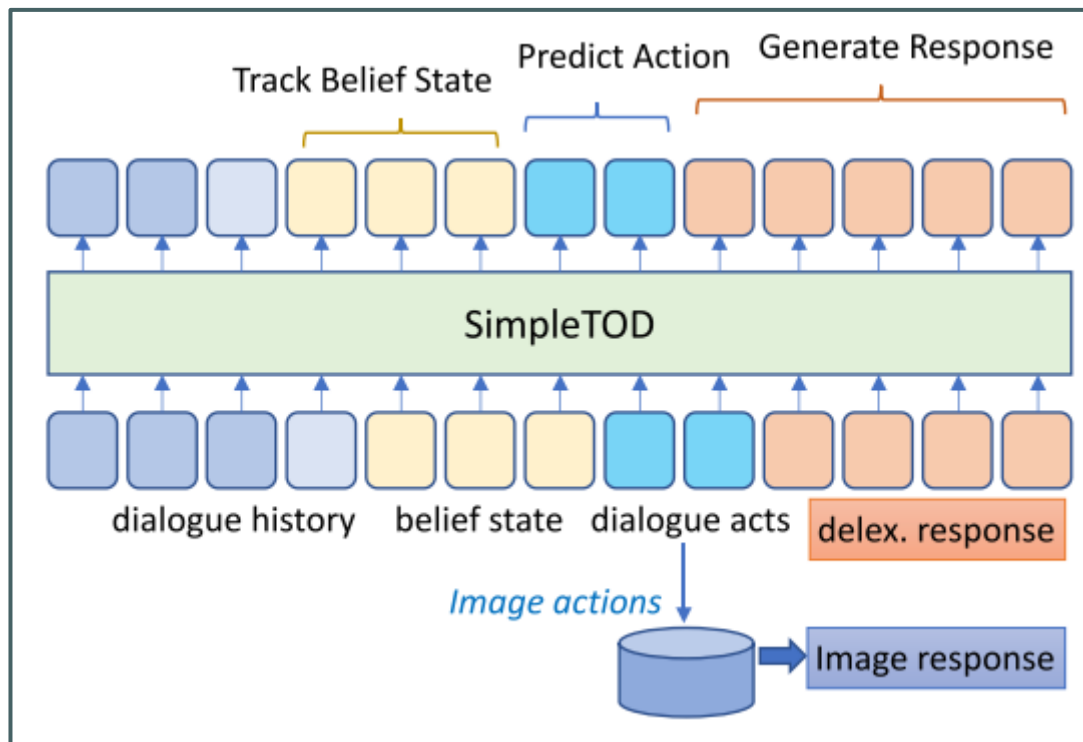 Track Belief State
Predict Action
Generate Response
SimpleTOD
dialogue history
belief state
dialogue acts
delex. response
Image actions
Image response